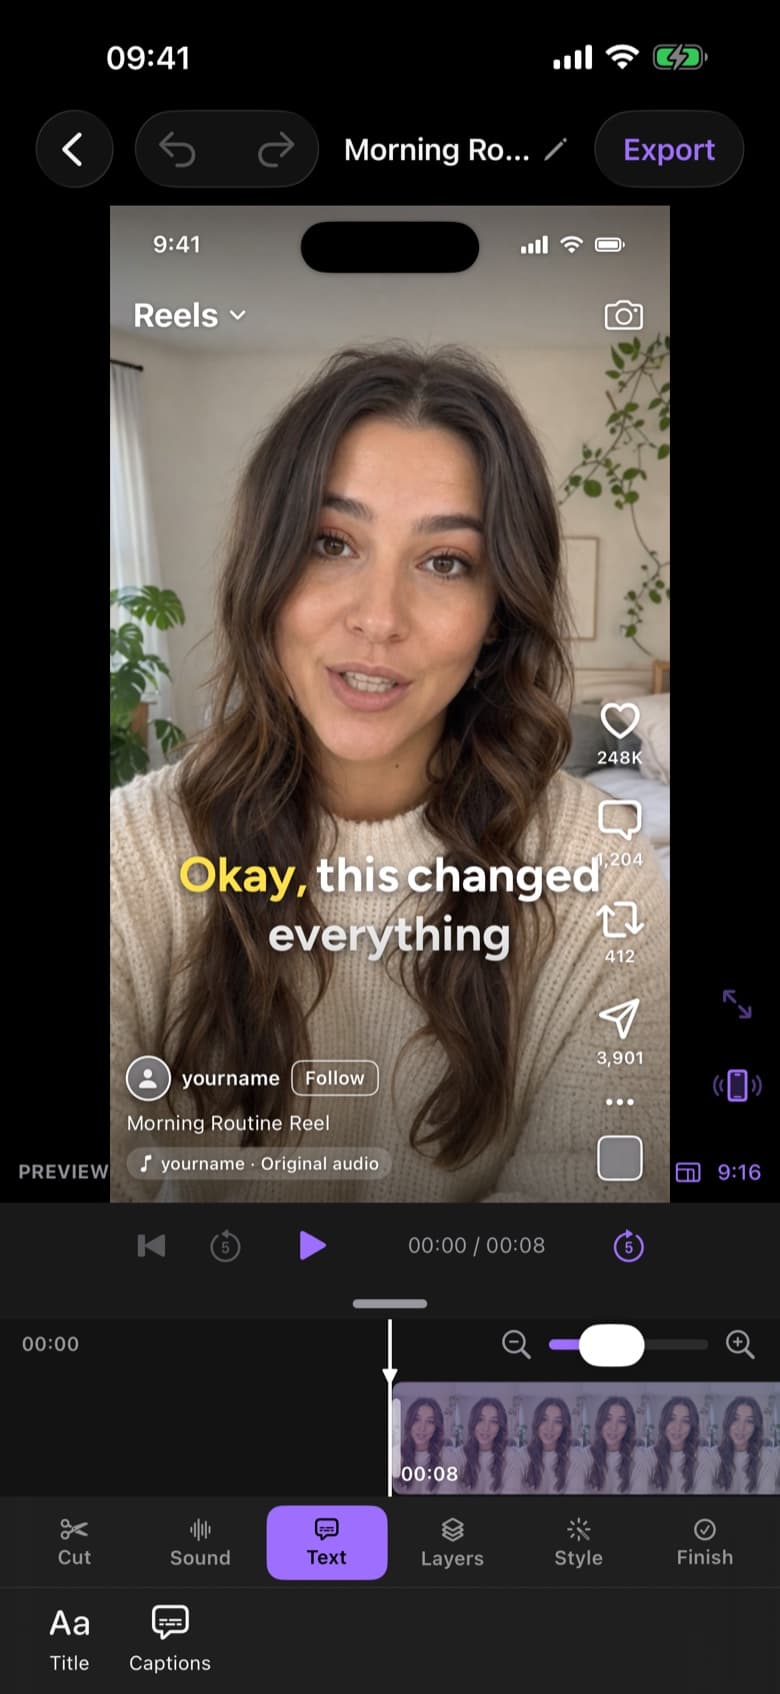 09:41
Morning Ro...
Export
9:41
Reels
248K
1,204
Okay, this changed
everything
412
3,901
yourname Follow
Morning Routine Reel
yourname · Original audio
PREVIEW
9:16
5
00:00 / 00:08
5
00:00
00:08
Cut
Sound
Text
Layers
Style
Finish
Aa
Title
Captions